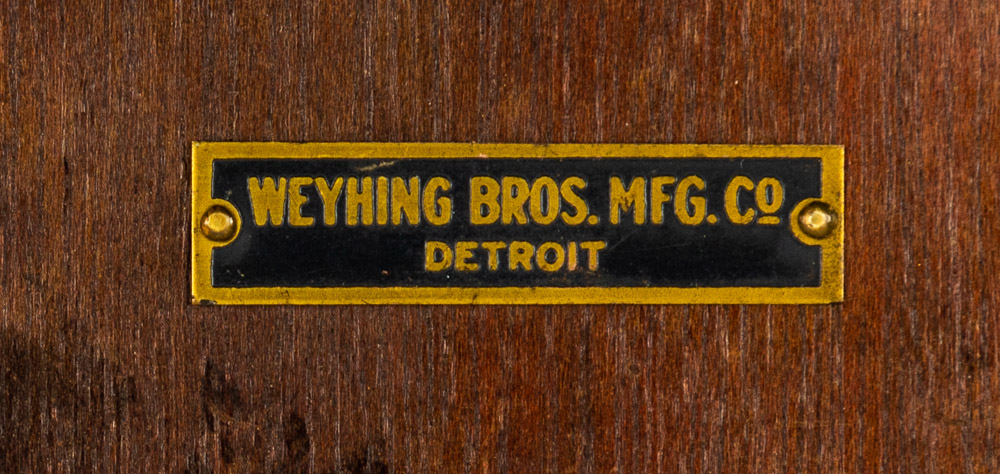 WEYHING BROS. MFG. CO
DETROIT